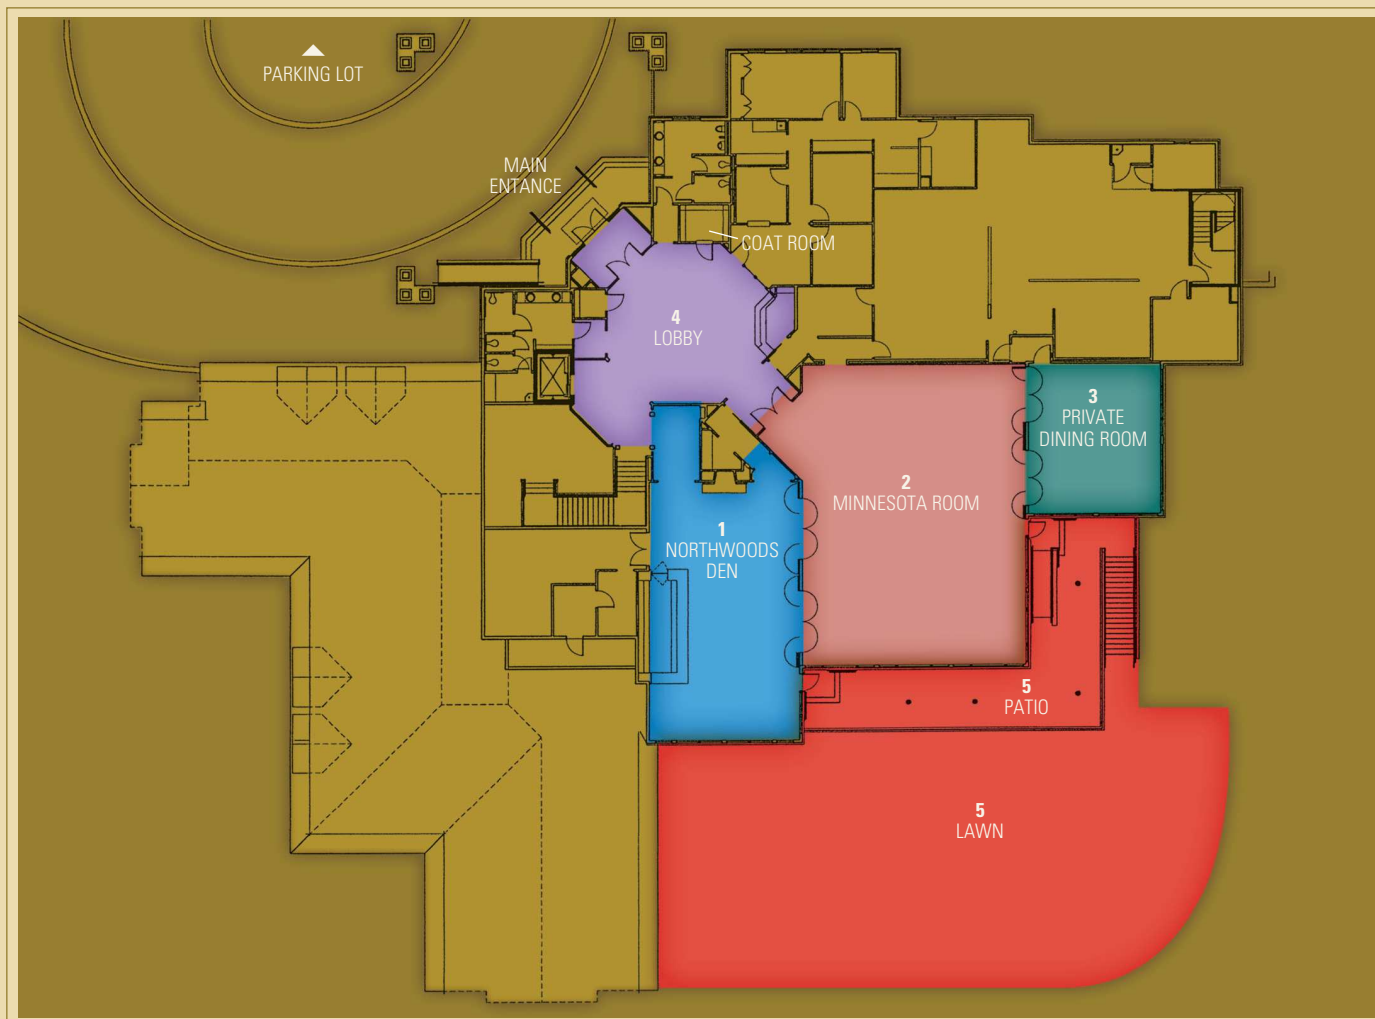 PARKING LOT
MAIN
ENTANCE
COAT ROOM
4
LOBBY
3
PRIVATE
DINING ROOM
2
MINNESOTA ROOM
1
NORTHWOODS
DEN
5
PATIO
5
LAWN